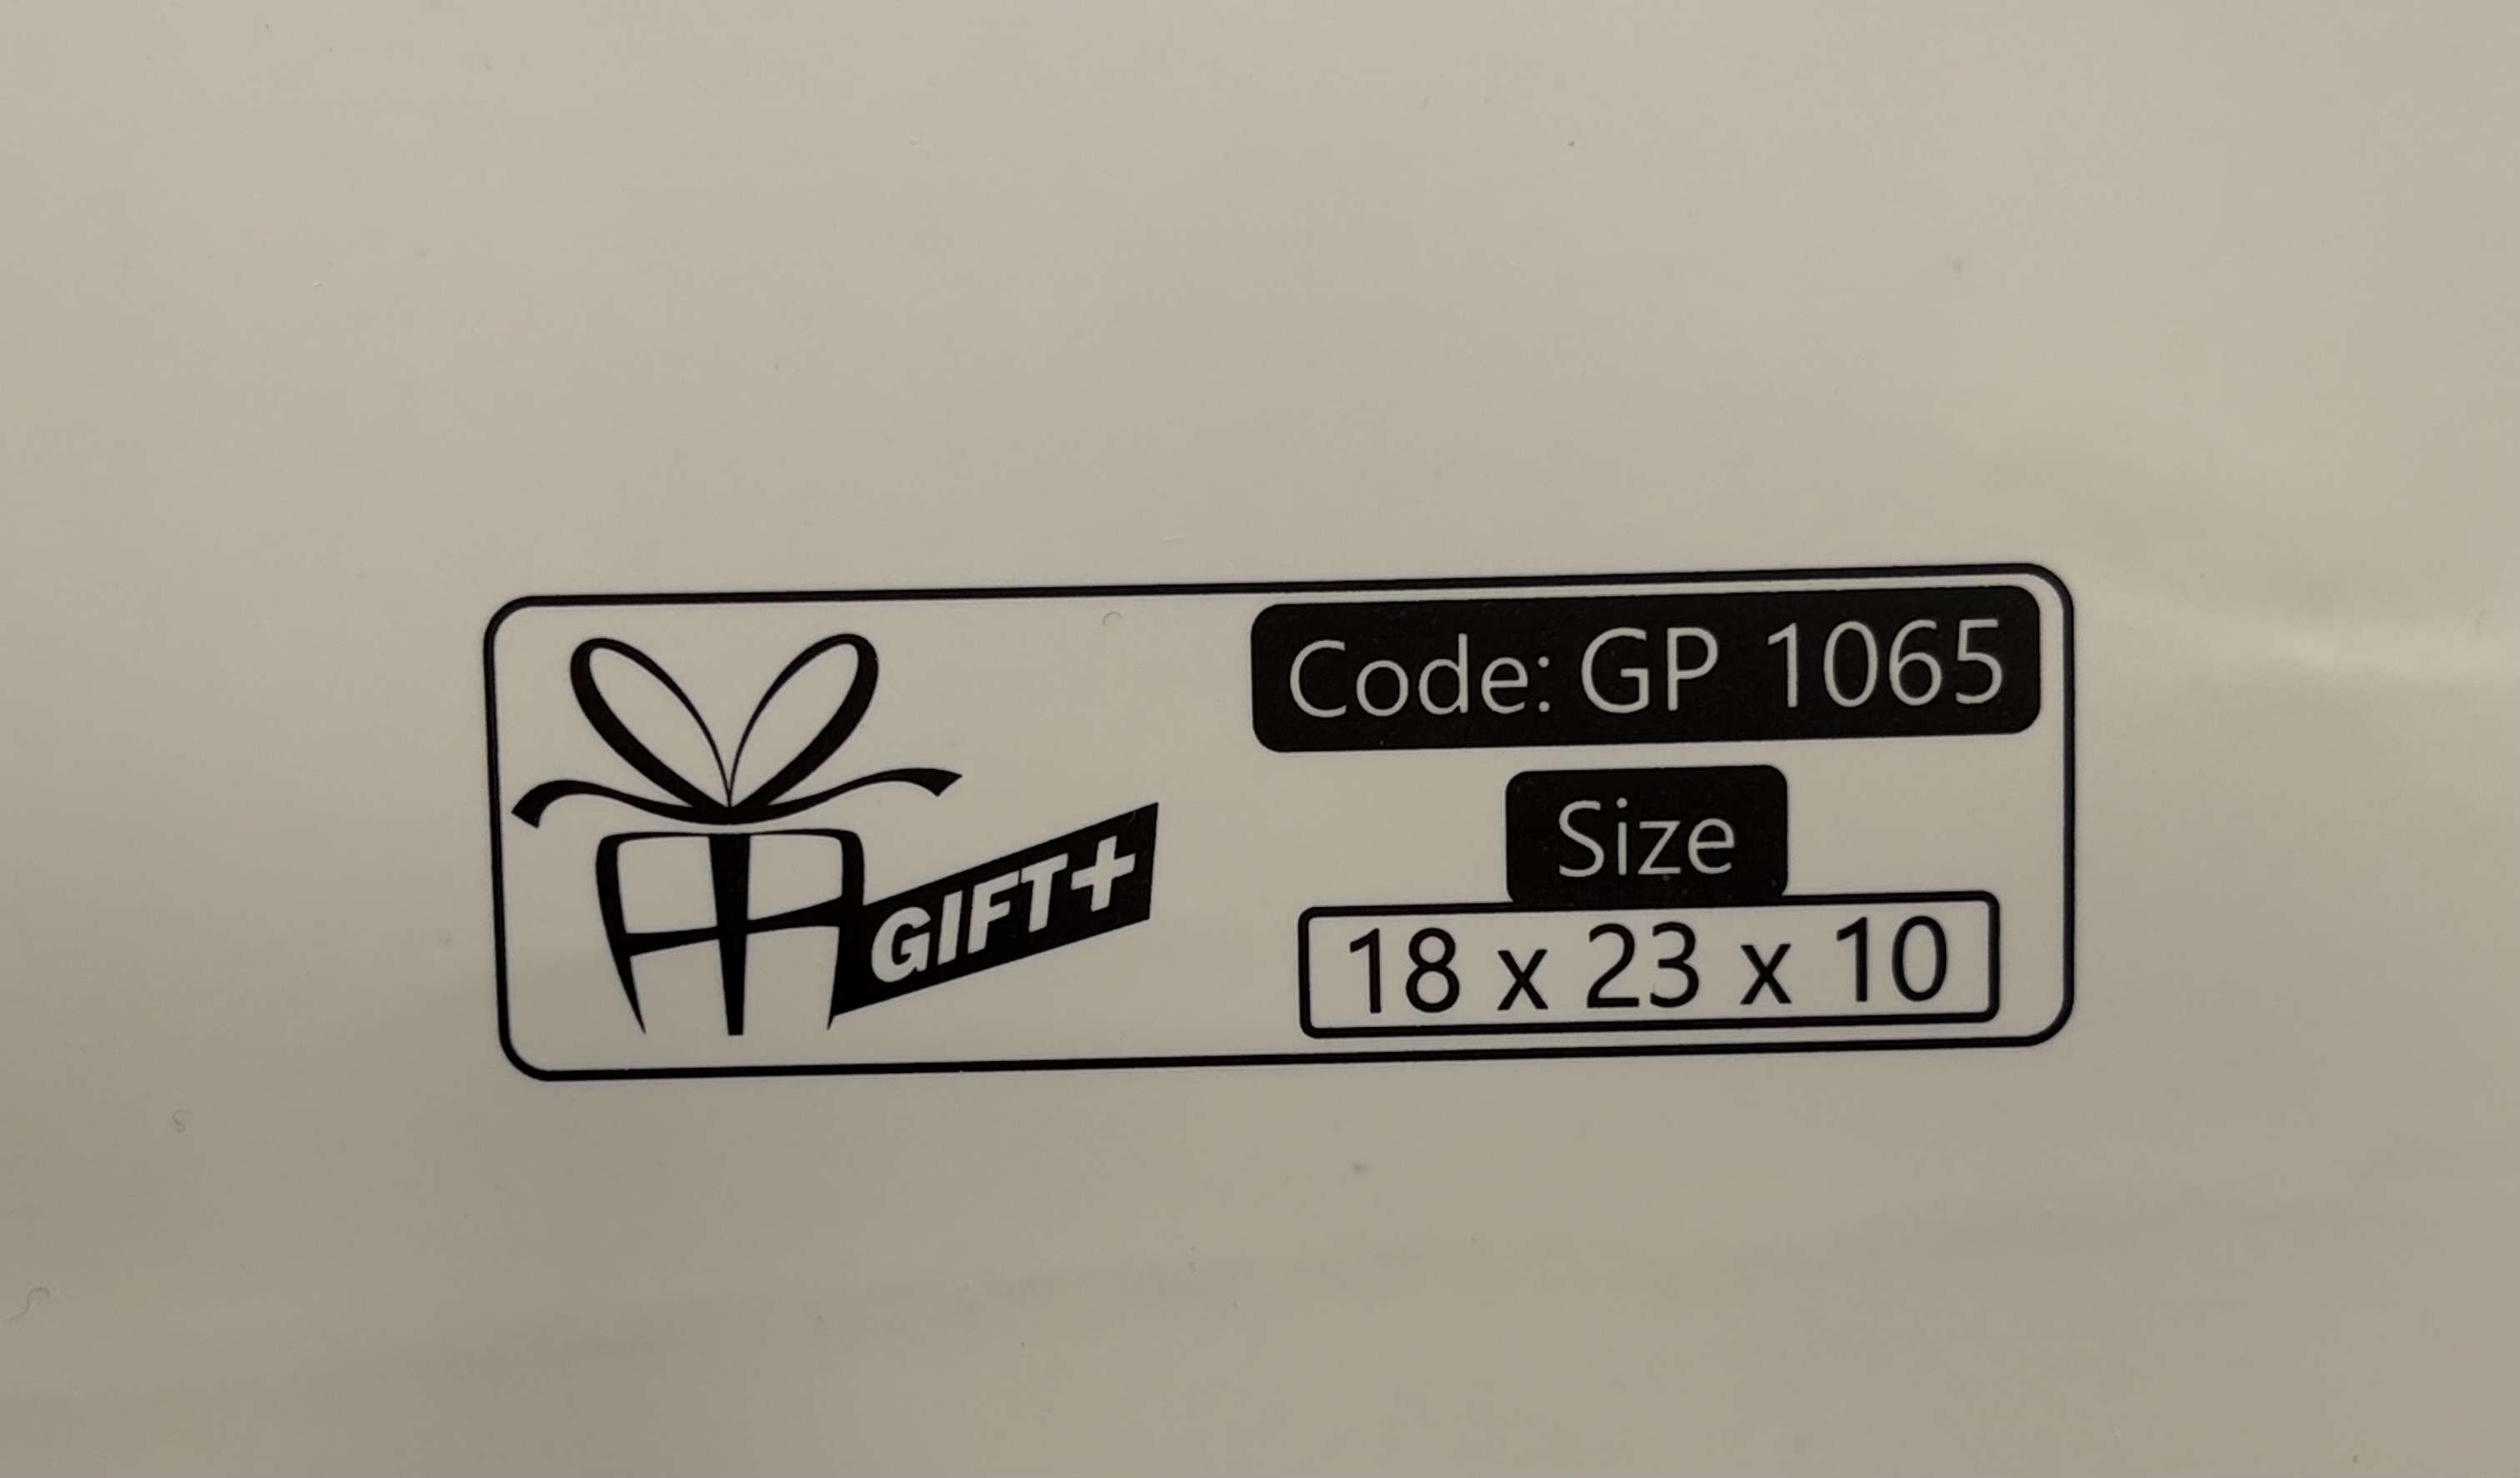 Code: GP 1065
Size
18 x 23 x 10
GIFT+